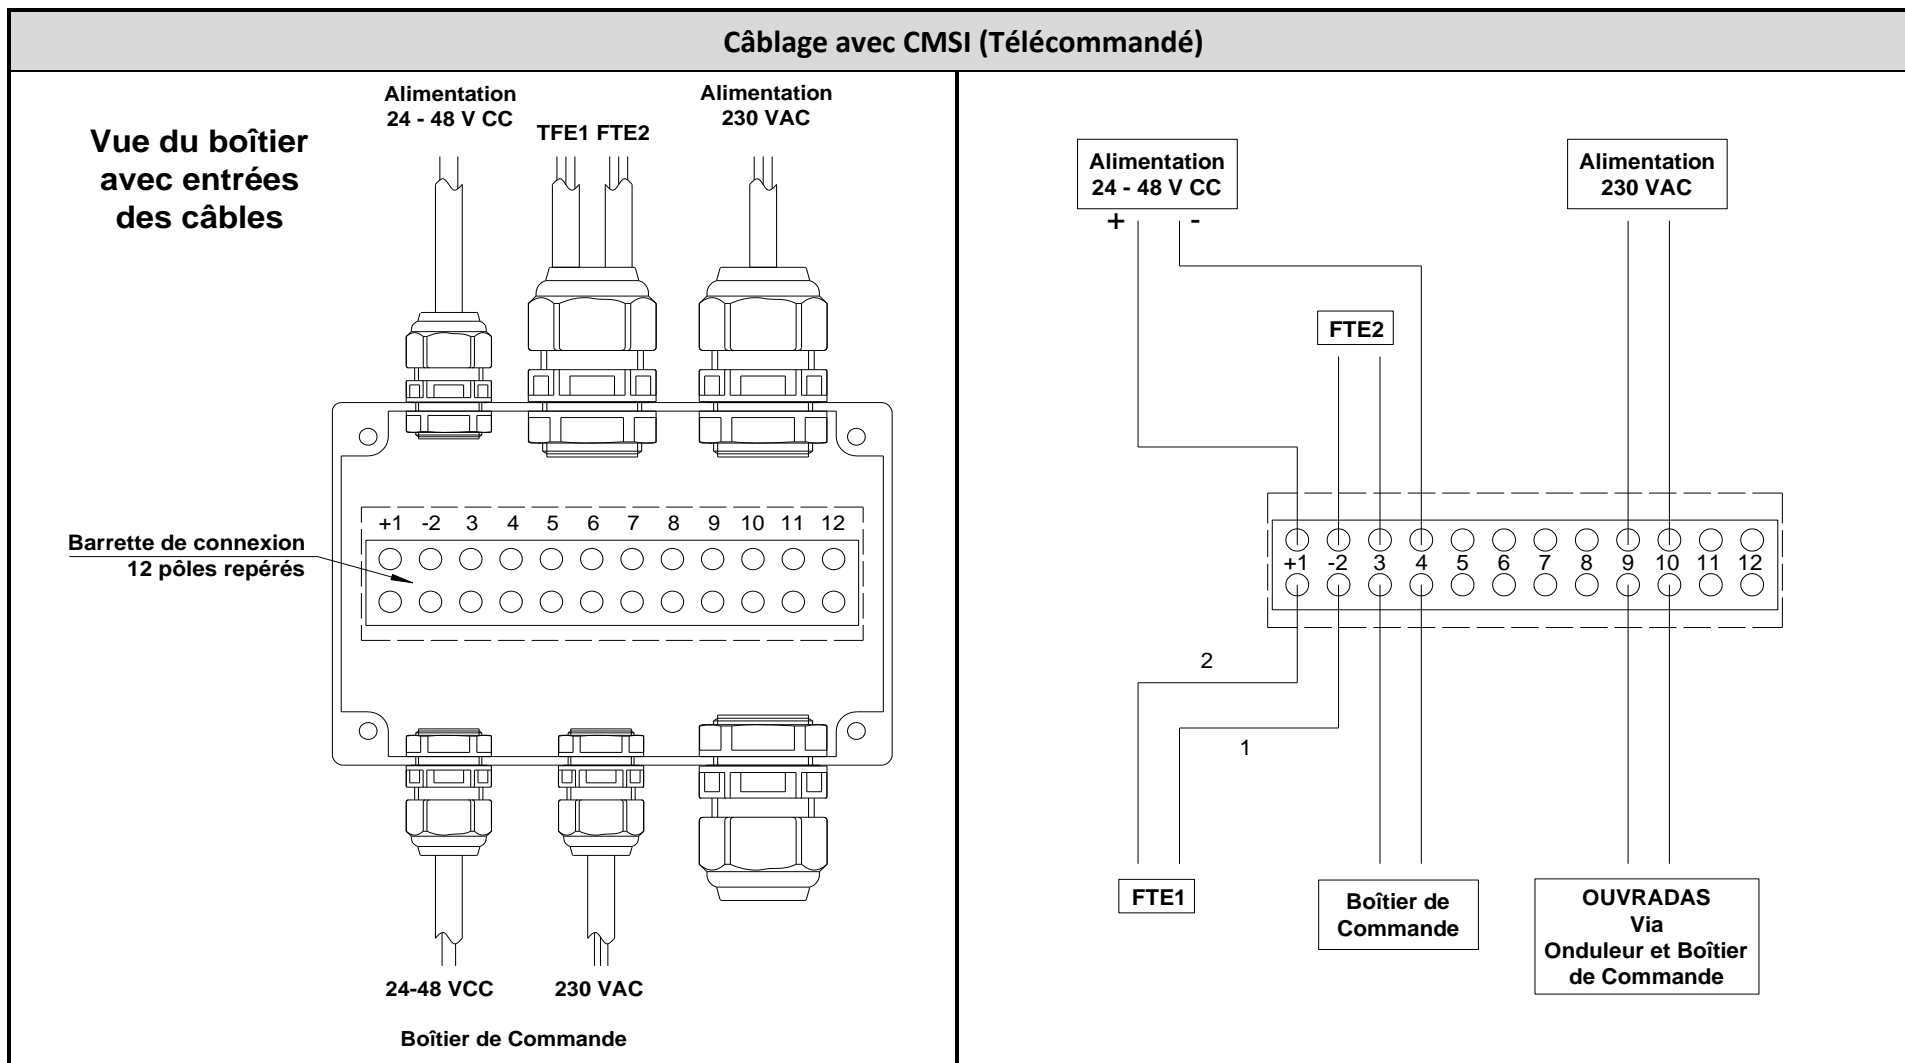 Câblage avec CMSI (Télécommandé)
Vue du boîtier
avec entrées
des câbles
Alimentation
24 - 48 V CC
TFE1 FTE2
Alimentation
230 VAC
Barrette de connexion
12 pôles repérés
+1 -2 3 4 5 6 7 8 9 10 11 12
24-48 VCC
230 VAC
Boîtier de Commande
Alimentation
24 - 48 V CC
+ -
Alimentation
230 VAC
FTE2
+1 -2 3 4 5 6 7 8 9 10 11 12
2
1
FTE1
Boîtier de
Commande
OUVRADAS
Via
Onduleur et Boîtier
de Commande